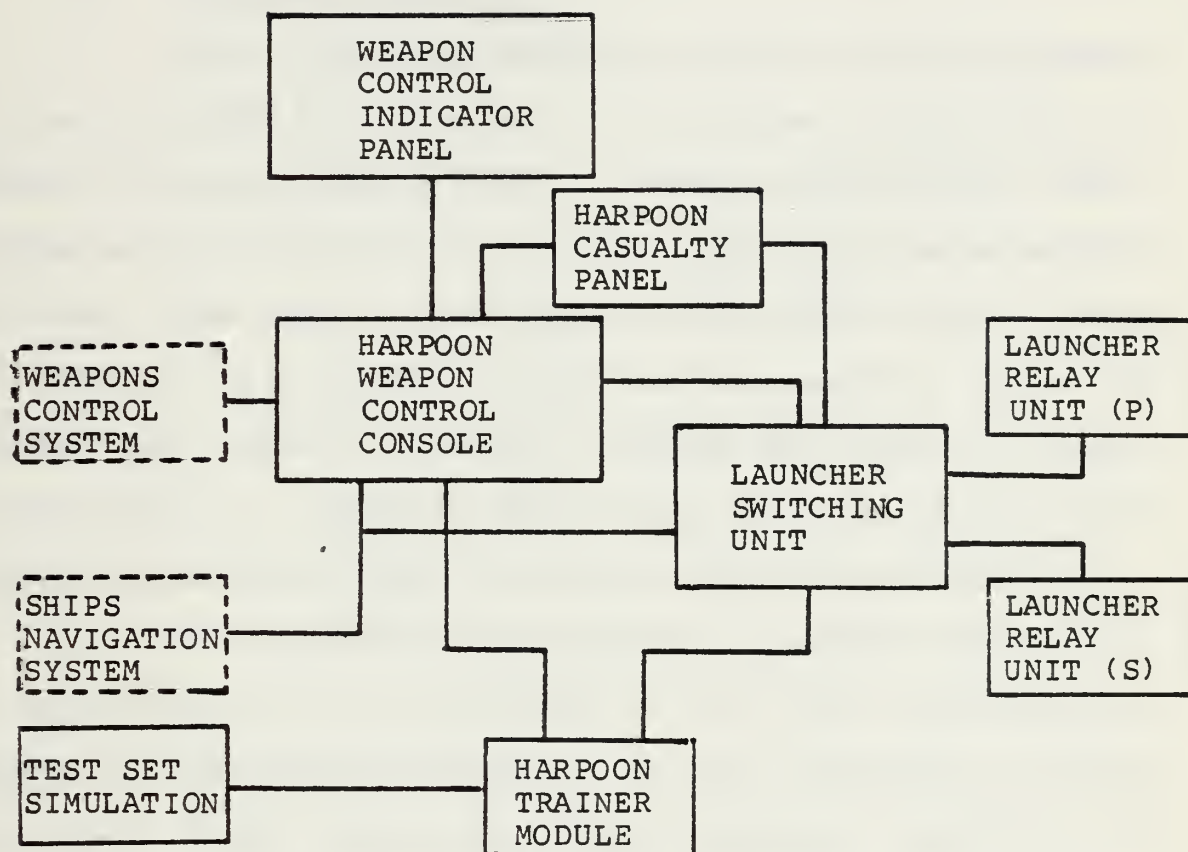 WEAPON
CONTROL
INDICATOR
PANEL
HARPOON
CASUALTY
PANEL
HARPOON
WEAPON
CONTROL
CONSOLE
WEAPONS
CONTROL
SYSTEM
LAUNCHER
RELAY
UNIT (P)
LAUNCHER
SWITCHING
UNIT
SHIPS
NAVIGATION
SYSTEM
LAUNCHER
RELAY
UNIT (S)
TEST SET
SIMULATION
HARPOON
TRAINER
MODULE